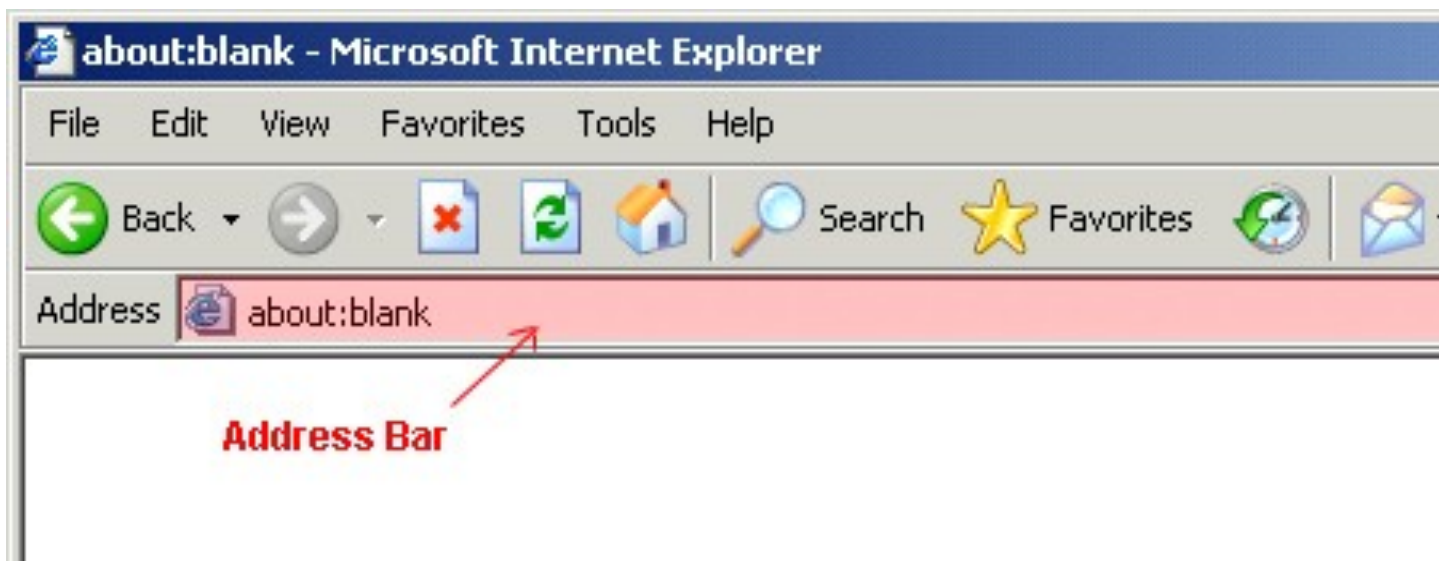 about:blank - Microsoft Internet Explorer
File Edit View Favorites Tools Help
Back Search Favorites
Address about:blank
Address Bar